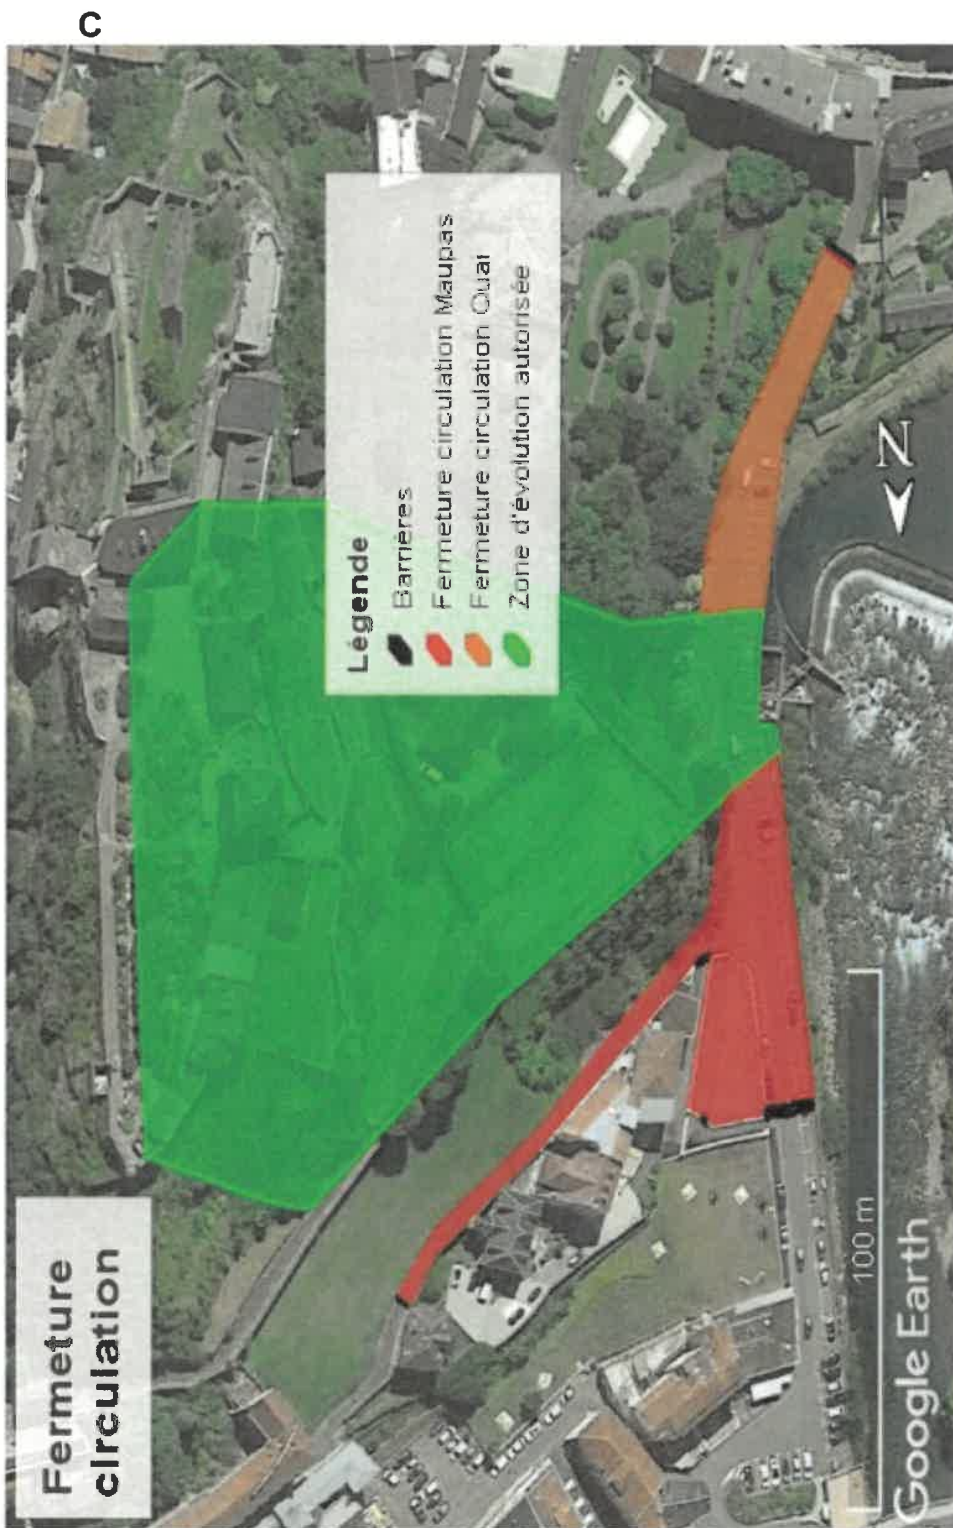 C
Fermeture
circulation
Légende
Barrières
Fermeture circulation Maupas
Fermeture circulation Quai
Zone d'évolution autorisée
N
100 m
Google Earth